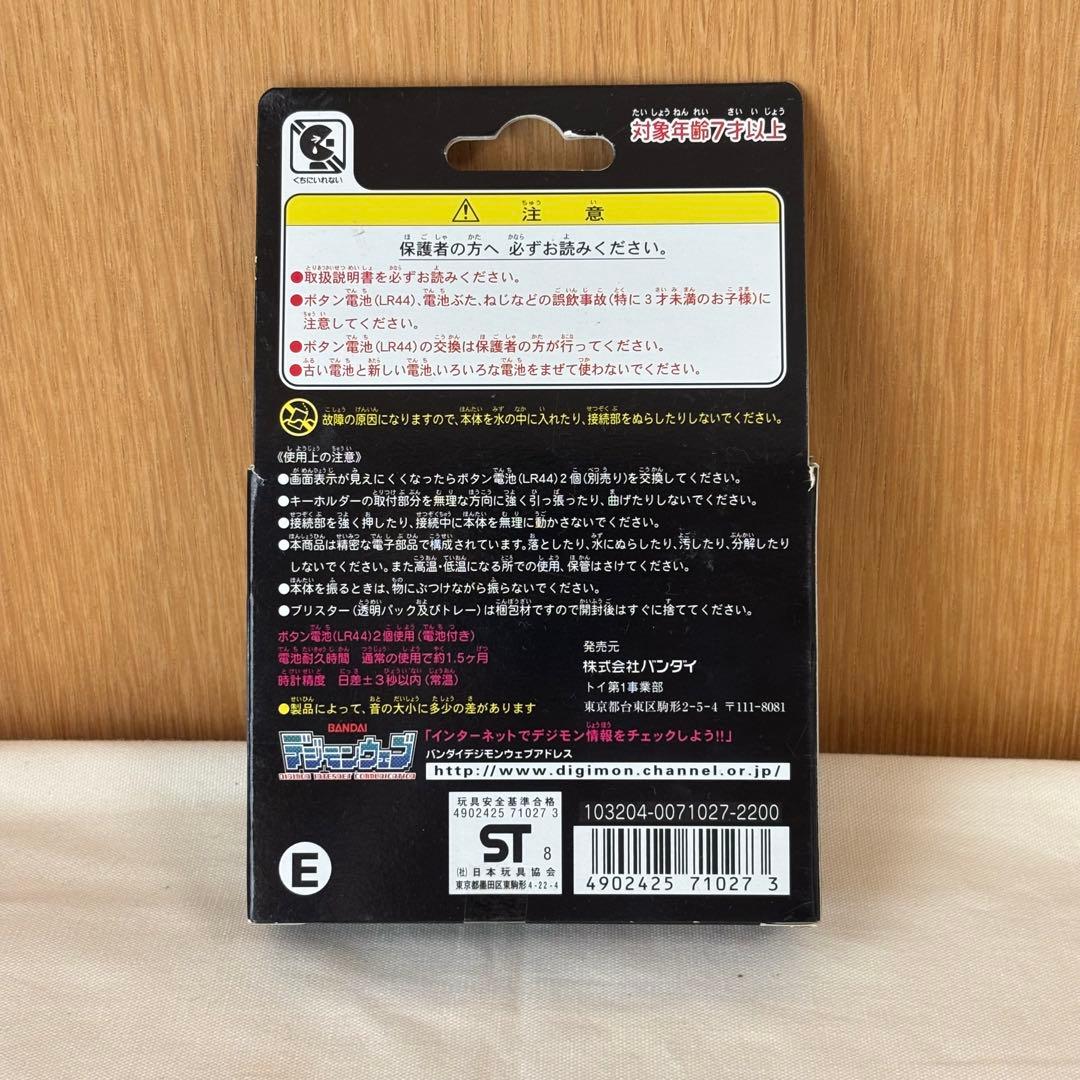 くちにいれない
たいしょうねんれい さいいじょう
対象年齢7才以上
ちゅう い
注意
ほごしゃ かた かなら よ
保護者の方へ 必ずお読みください。
●取扱説明書を必ずお読みください。
●ボタン電池(LR44)、電池ぶた、ねじなどの誤飲事故(特に3才未満のお子様)に
注意してください。
●ボタン電池(LR44)の交換は保護者の方が行ってください。
●古い電池と新しい電池、いろいろな電池をまぜて使わないでください。
故障の原因になりますので、本体を水の中に入れたり、接続部をぬらしたりしないでください。
《使用上の注意》
●画面表示が見えにくくなったらボタン電池(LR44)2個(別売り)を交換してください。
●キーホルダーの取付部分を無理な方向に強く引っ張ったり、曲げたりしないでください。
●接続部を強く押したり、接続中に本体を無理に動かさないでください。
●本商品は精密な電子部品で構成されています。落としたり、水にぬらしたり、汚したり、分解したり
しないでください。また高温・低温になる所での使用、保管はさけてください。
●本体を振るときは、物にぶつけながら振らないでください。
●ブリスター(透明パック及びトレー)は梱包材ですので開封後はすぐに捨ててください。
ボタン電池(LR44)2個使用(電池付き)
電池耐久時間 通常の使用で約1.5ヶ月
時計精度 日差±3秒以内(常温)
●製品によって、音の大小に多少の差があります
発売元
株式会社バンダイ
トイ第1事業部
東京都台東区駒形2-5-4 〒111-8081
BANDAI
デジモンウェブ
「インターネットでデジモン情報をチェックしよう!!」
バンダイデジモンウェブアドレス
http://www.digimon.channel.or.jp/
玩具安全基準合格
4902425 71027 3
ST 8
(社)日本玩具協会
東京都墨田区東駒形4-22-4
103204-0071027-2200
4902425 710273
E